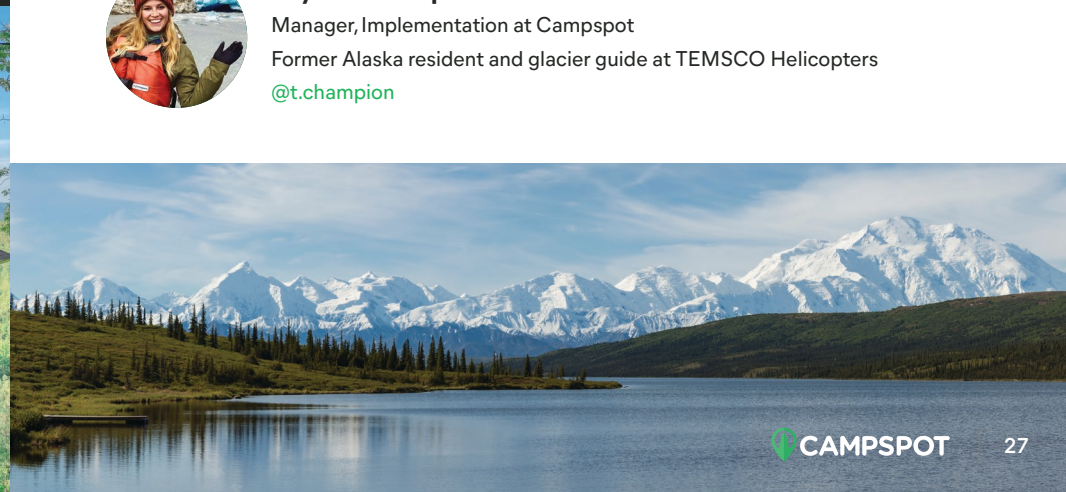 Manager, Implementation at Campspot
Former Alaska resident and glacier guide at TEMSCO Helicopters
@t.champion
CAMPSPOT
27